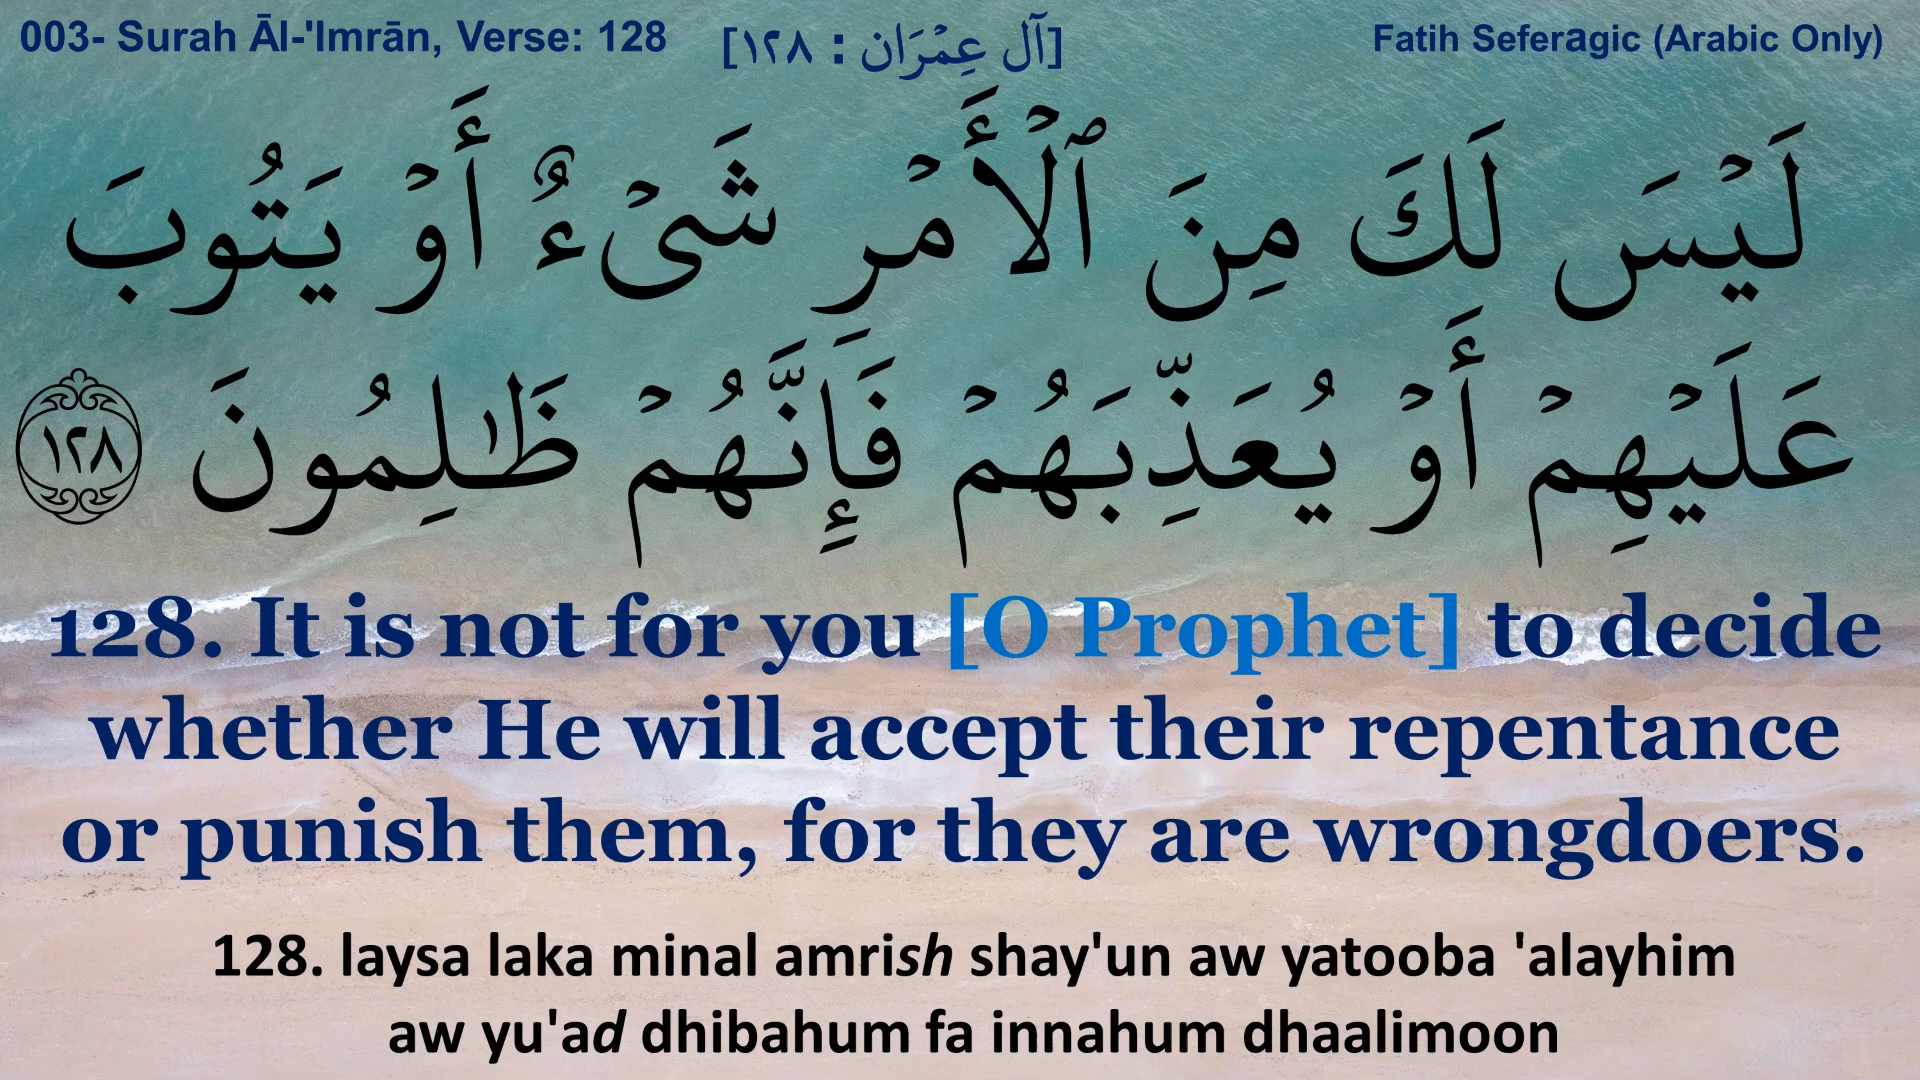 003- Surah Āl-'Imrān, Verse: 128
[آل عِمْرَان : ١٢٨]
Fatih Seferagic (Arabic Only)
لَيۡسَ لَكَ مِنَ ٱلۡأَمۡرِ شَيۡءٌ أَوۡ يَتُوبَ
عَلَيۡهِمۡ أَوۡ يُعَذِّبَهُمۡ فَإِنَّهُمۡ ظَٰلِمُونَ ١٢٨
128. It is not for you [O Prophet] to decide
whether He will accept their repentance
or punish them, for they are wrongdoers.
128. laysa laka minal amrish shay'un aw yatooba 'alayhim
aw yu'ad dhibahum fa innahum dhaalimoon